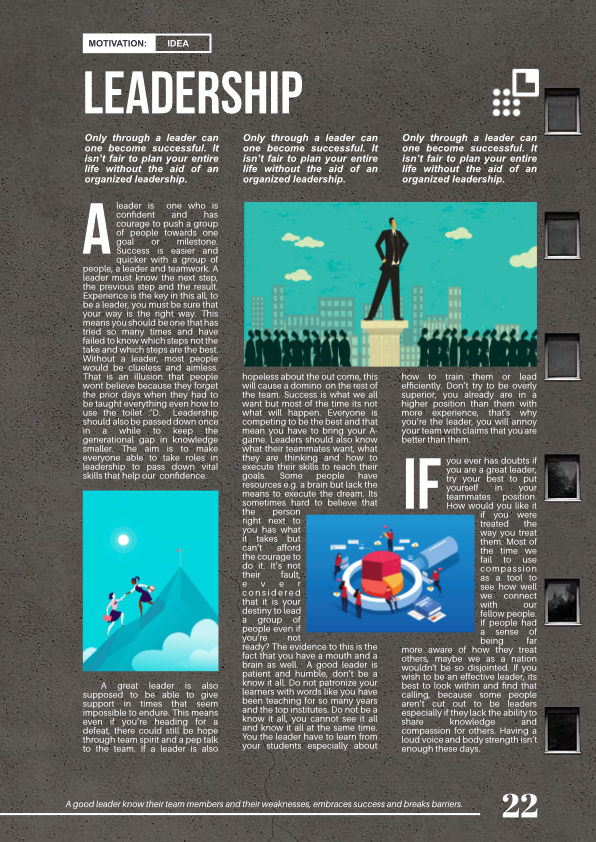 MOTIVATION: IDEA
LEADERSHIP
Only through a leader can
one become successful. It
isn't fair to plan your entire
life without the aid of an
organized leadership.
Only through a leader can
one become successful. It
isn't fair to plan your entire
life without the aid of an
organized leadership.
Only through a leader can
one become successful. It
isn't fair to plan your entire
life without the aid of an
organized leadership.
A leader is one who is
confident and has
courage to push a group
of people towards one
goal or milestone.
Success is easier and
quicker with a group of
people, a leader and teamwork. A
leader must know the next step,
the previous step and the result.
Experience is the key in this all, to
be a leader, you must be sure that
your way is the right way. This
means you should be one that has
tried so many times and have
failed to know which steps not the
take and which steps are the best.
Without a leader, most people
would be clueless and aimless.
That is an illusion that people
wont believe because they forget
the prior days when they had to
be taught everything even how to
use the toilet :'D. Leadership
should also be passed down once
in a while to keep the
generational gap in knowledge
smaller. The aim is to make
everyone able to take roles in
leadership to pass down vital
skills that help our confidence.
A great leader is also
supposed to be able to give
support in times that seem
impossible to endure. This means
even if you're heading for a
defeat, there could still be hope
through team spirit and a pep talk
to the team. If a leader is also
hopeless about the out come, this
will cause a domino on the rest of
the team. Success is what we all
want but most of the time its not
what will happen. Everyone is
competing to be the best and that
mean you have to bring your A-
game. Leaders should also know
what their teammates want, what
they are thinking and how to
execute their skills to reach their
goals. Some people have
resources e.g. a brain but lack the
means to execute the dream. Its
sometimes hard to believe that
the person
right next to
you has what
it takes but
can't afford
the courage to
do it. It's not
their fault,
e v e r
considered
that it is your
destiny to lead
a group of
people even if
you're not
ready? The evidence to this is the
fact that you have a mouth and a
brain as well. A good leader is
patient and humble, don't be a
know it all. Do not patronize your
learners with words like you have
been teaching for so many years
and the top institutes. Do not be a
know it all, you cannot see it all
and know it all at the same time.
You the leader have to learn from
your students especially about
how to train them or lead
efficiently. Don't try to be overly
superior, you already are in a
higher position than them with
more experience, that's why
you're the leader, you will annoy
your team with claims that you are
better than them.
IF you ever has doubts if
you are a great leader,
try your best to put
yourself in your
teammates position.
How would you like it
if you were
treated the
way you treat
them. Most of
the time we
fail to use
compassion
as a tool to
see how well
we connect
with our
fellow people.
If people had
a sense of
being far
more aware of how they treat
others, maybe we as a nation
wouldn't be so disjointed. If you
wish to be an effective leader, its
best to look within and find that
calling, because some people
aren't cut out to be leaders
especially if they lack the ability to
share knowledge and
compassion for others. Having a
loud voice and body strength isn't
enough these days.
A good leader know their team members and their weaknesses, embraces success and breaks barriers.
22